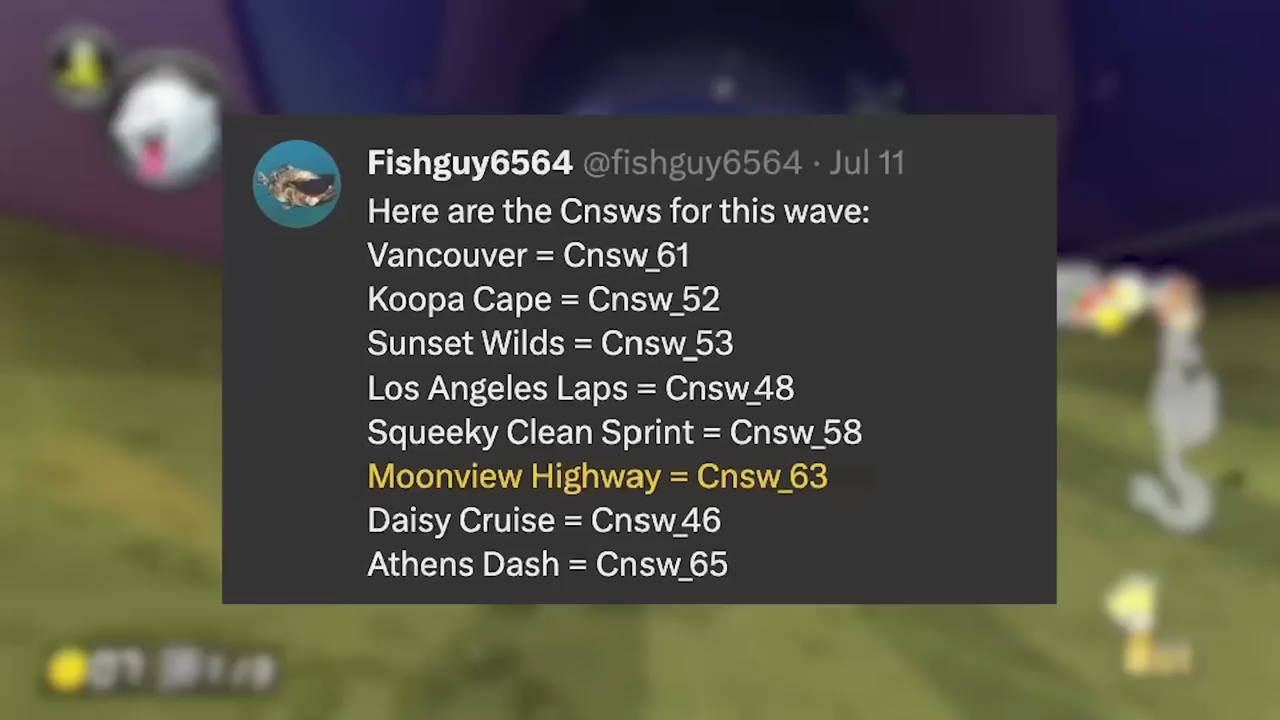 Fishguy6564 @fishguy6564 · Jul 11
Here are the Cnsws for this wave:
Vancouver = Cnsw_61
Koopa Cape = Cnsw_52
Sunset Wilds = Cnsw_53
Los Angeles Laps = Cnsw_48
Squeeky Clean Sprint = Cnsw_58
Moonview Highway = Cnsw_63
Daisy Cruise = Cnsw_46
Athens Dash = Cnsw_65